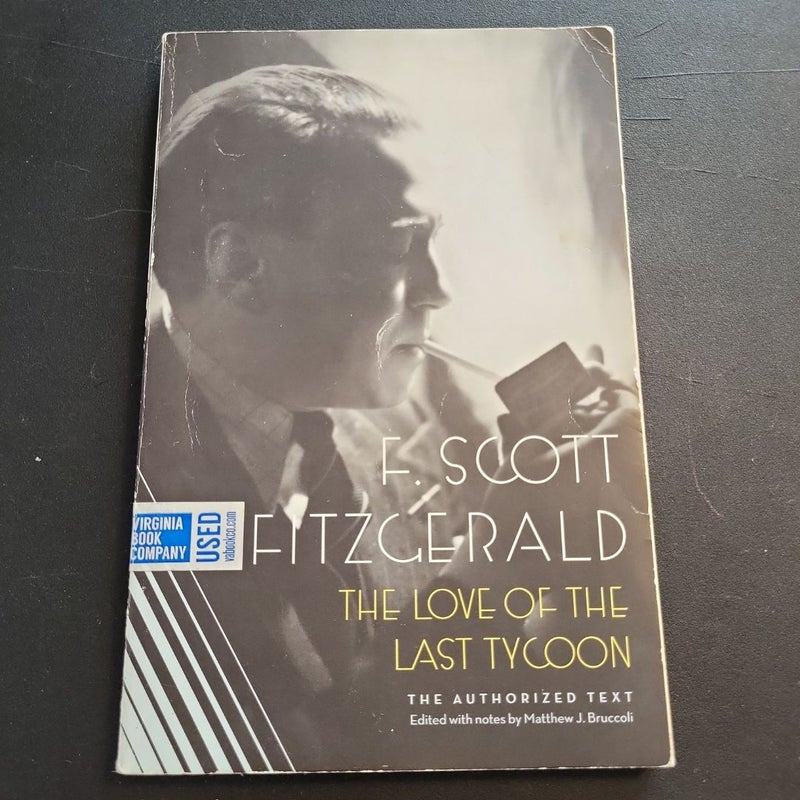 F. SCOTT
FITZGERALD
THE LOVE OF THE
LAST TYCOON
THE AUTHORIZED TEXT
Edited with notes by Matthew J. Bruccoli
VIRGINIA
BOOK
COMPANY
USED
vabookco.com